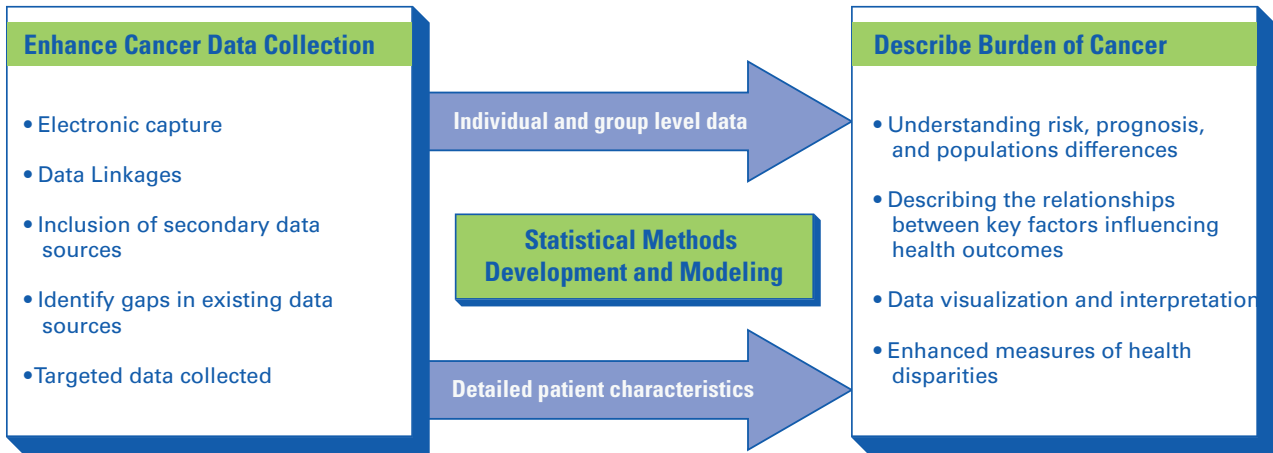 Enhance Cancer Data Collection
• Electronic capture
• Data Linkages
• Inclusion of secondary data
sources
• Identify gaps in existing data
sources
•Targeted data collected
Individual and group level data
Statistical Methods
Development and Modeling
Detailed patient characteristics
Describe Burden of Cancer
• Understanding risk, prognosis,
and populations differences
• Describing the relationships
between key factors influencing
health outcomes
• Data visualization and interpretation
• Enhanced measures of health
disparities